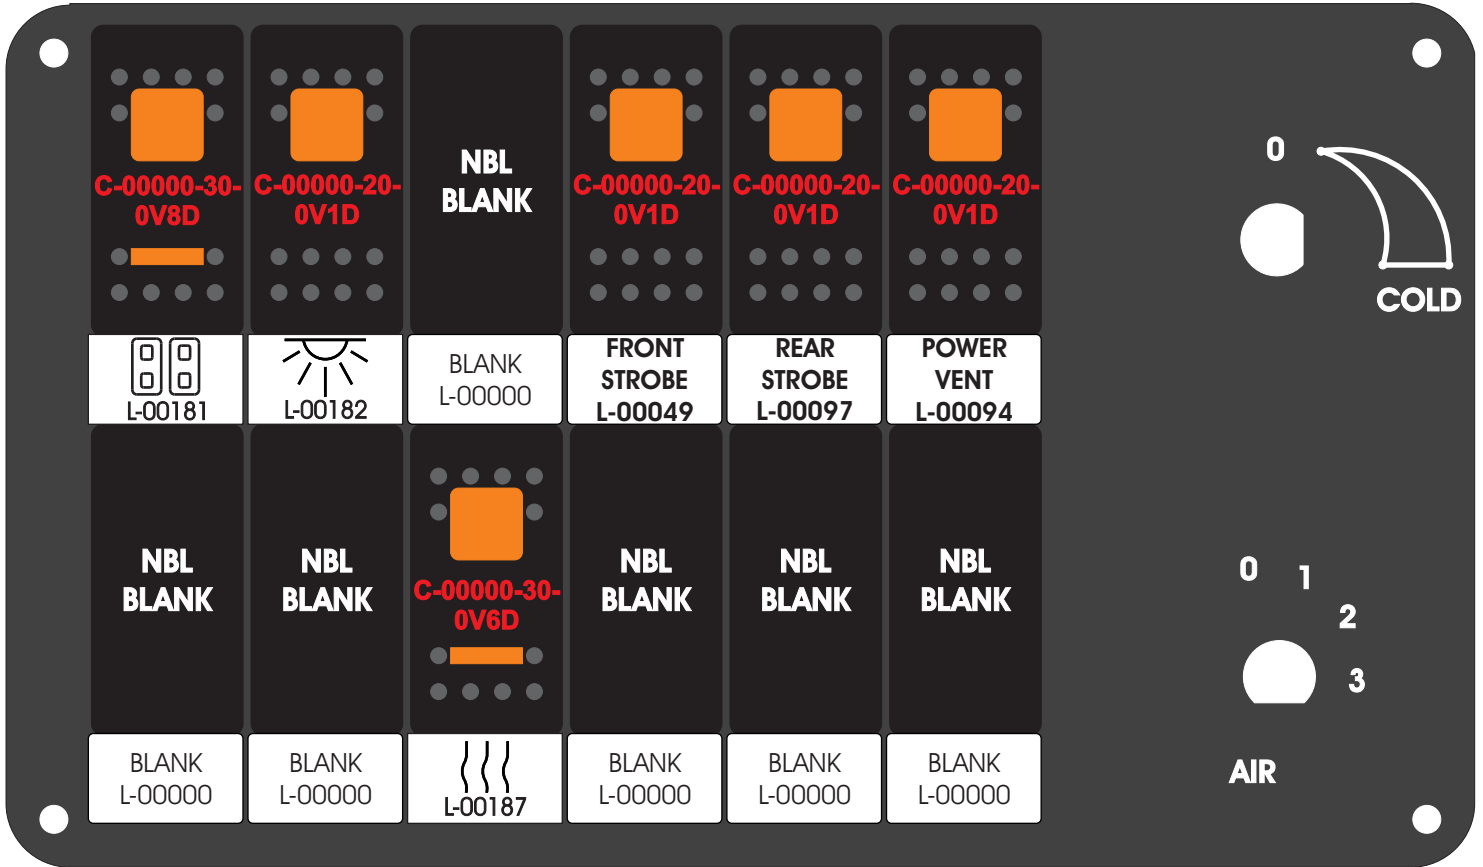 C-00000-30-
0V8D
C-00000-20-
0V1D
NBL
BLANK
C-00000-20-
0V1D
C-00000-20-
0V1D
C-00000-20-
0V1D
L-00181
L-00182
BLANK
L-00000
FRONT
STROBE
L-00049
REAR
STROBE
L-00097
POWER
VENT
L-00094
NBL
BLANK
NBL
BLANK
C-00000-30-
0V6D
NBL
BLANK
NBL
BLANK
NBL
BLANK
BLANK
L-00000
BLANK
L-00000
L-00187
BLANK
L-00000
BLANK
L-00000
BLANK
L-00000
0
COLD
0
1
2
3
AIR